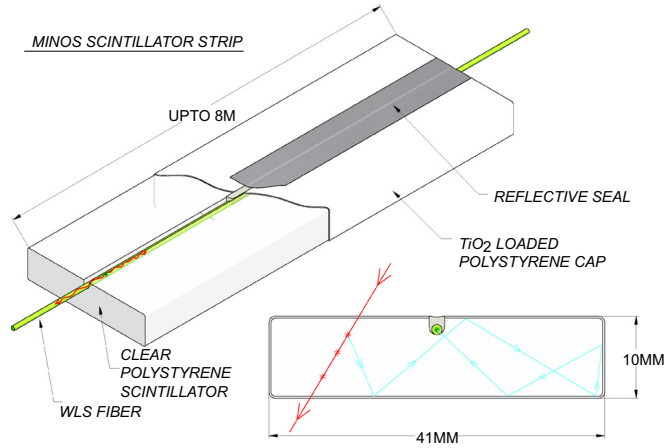 MINOS SCINTILLATOR STRIP
UPTO 8M
REFLECTIVE SEAL
TiO2 LOADED
POLYSTYRENE CAP
CLEAR
POLYSTYRENE
SCINTILLATOR
WLS FIBER
10MM
41MM